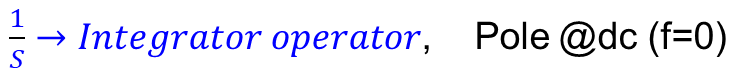 1/s → Integrator operator, Pole @dc (f=0)